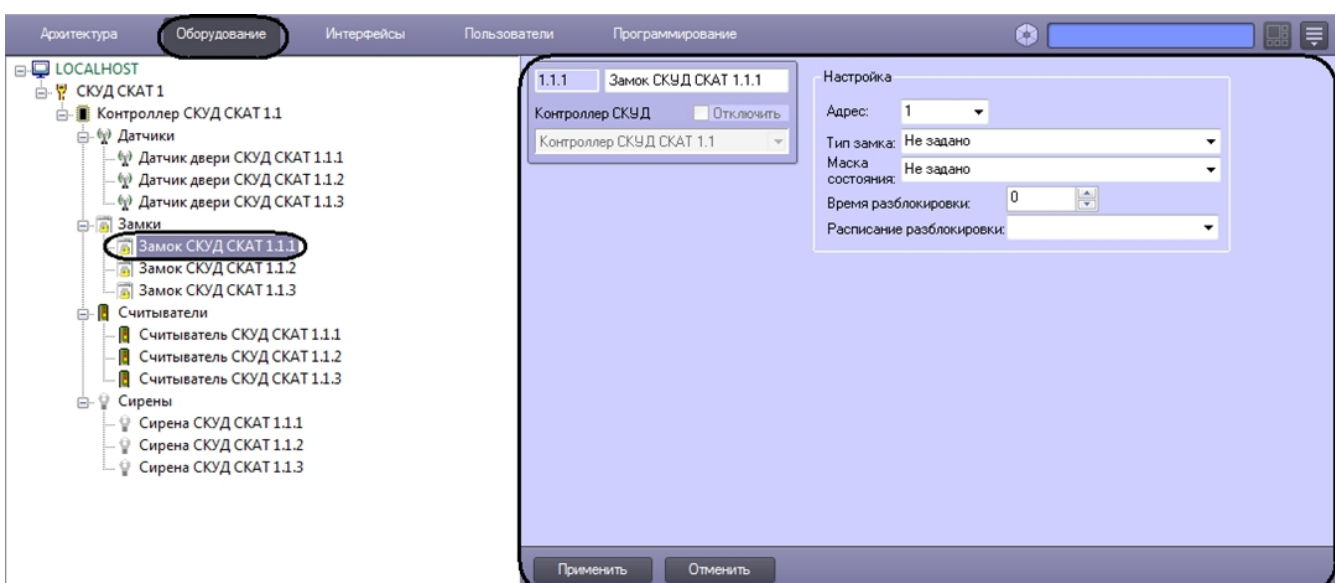 Архитектура Оборудование Интерфейсы Пользователи Программирование
LOCALHOST
СКУД СКАТ 1
Контроллер СКУД СКАТ 1.1
Датчики
Датчик двери СКУД СКАТ 1.1.1
Датчик двери СКУД СКАТ 1.1.2
Датчик двери СКУД СКАТ 1.1.3
Замки
Замок СКУД СКАТ 1.1.1
Замок СКУД СКАТ 1.1.2
Замок СКУД СКАТ 1.1.3
Считыватели
Считыватель СКУД СКАТ 1.1.1
Считыватель СКУД СКАТ 1.1.2
Считыватель СКУД СКАТ 1.1.3
Сирены
Сирена СКУД СКАТ 1.1.1
Сирена СКУД СКАТ 1.1.2
Сирена СКУД СКАТ 1.1.3
1.1.1 Замок СКУД СКАТ 1.1.1
Контроллер СКУД Отключить
Контроллер СКУД СКАТ 1.1
Настройка
Адрес: 1
Тип замка: Не задано
Маска
состояния: Не задано
Время разблокировки: 0
Расписание разблокировки:
Применить Отменить